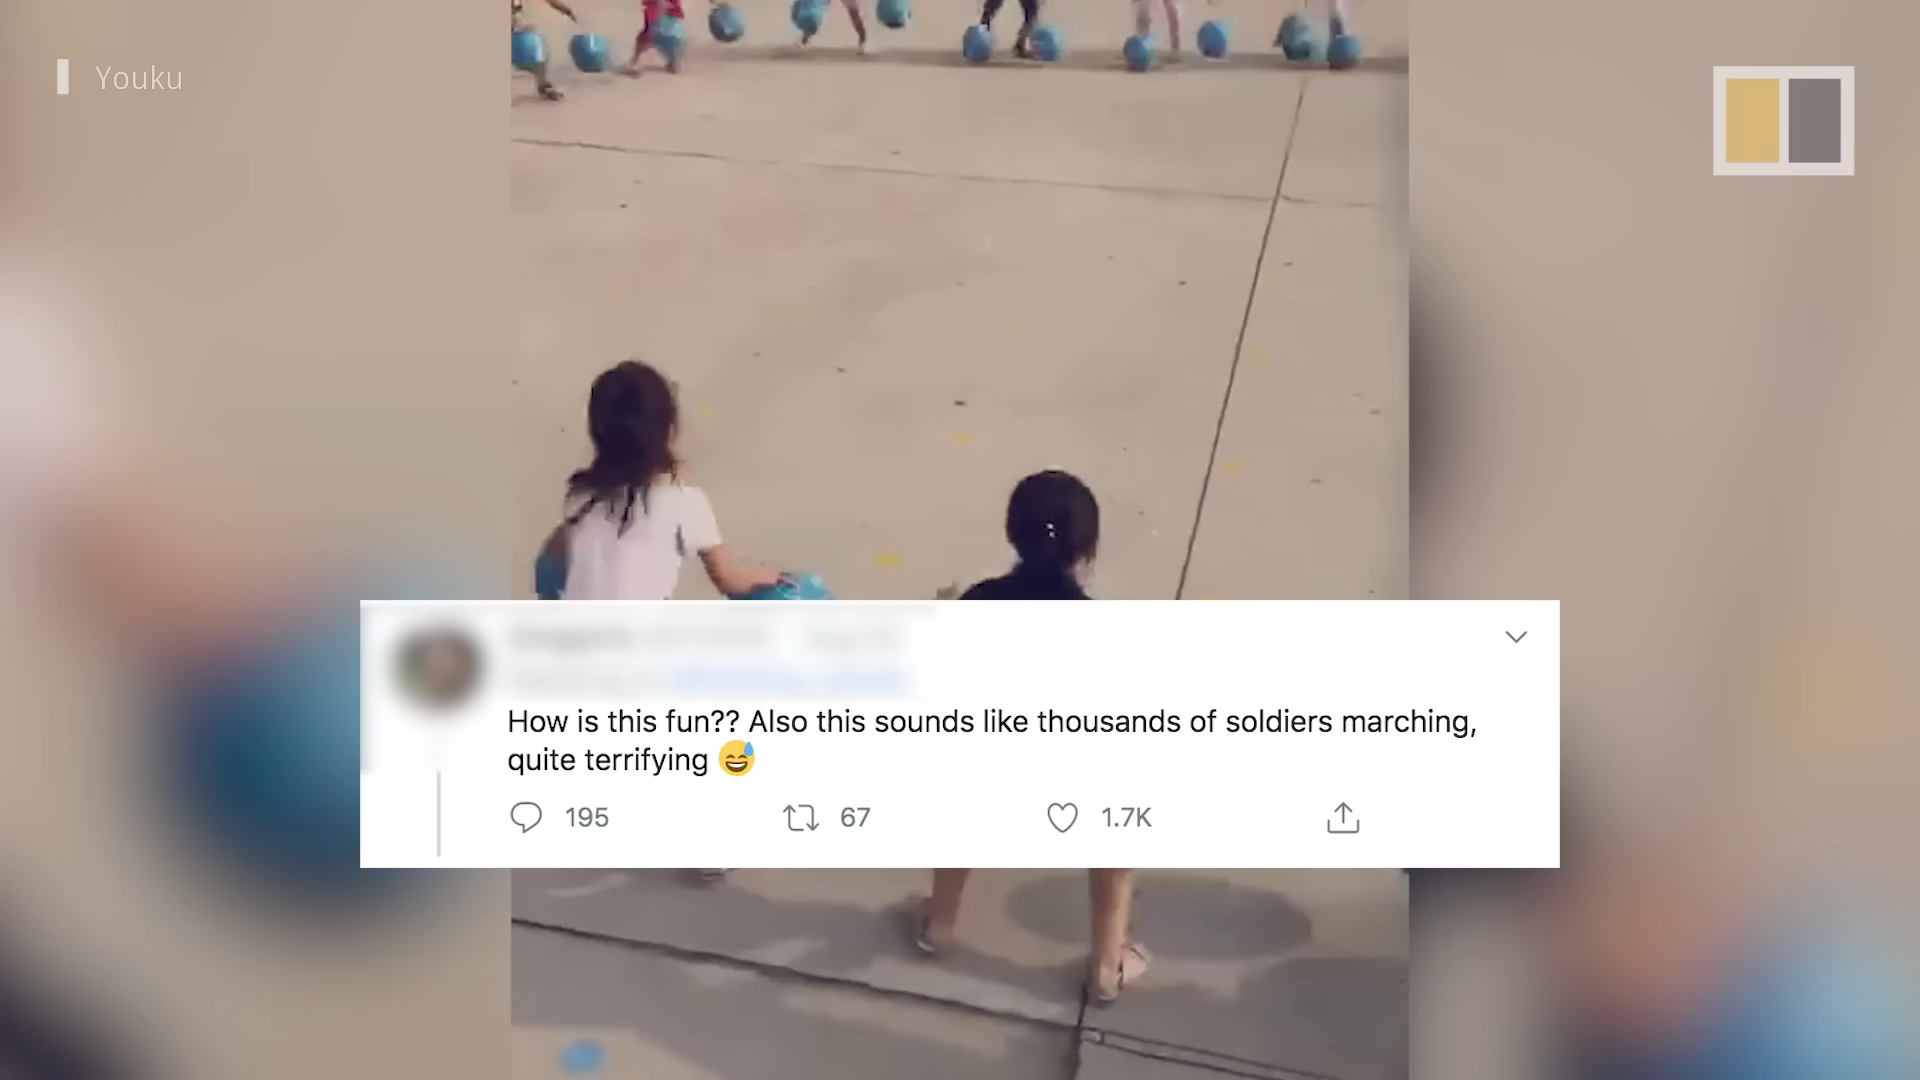 Youku
How is this fun?? Also this sounds like thousands of soldiers marching,
quite terrifying 😅
195
67
1.7K